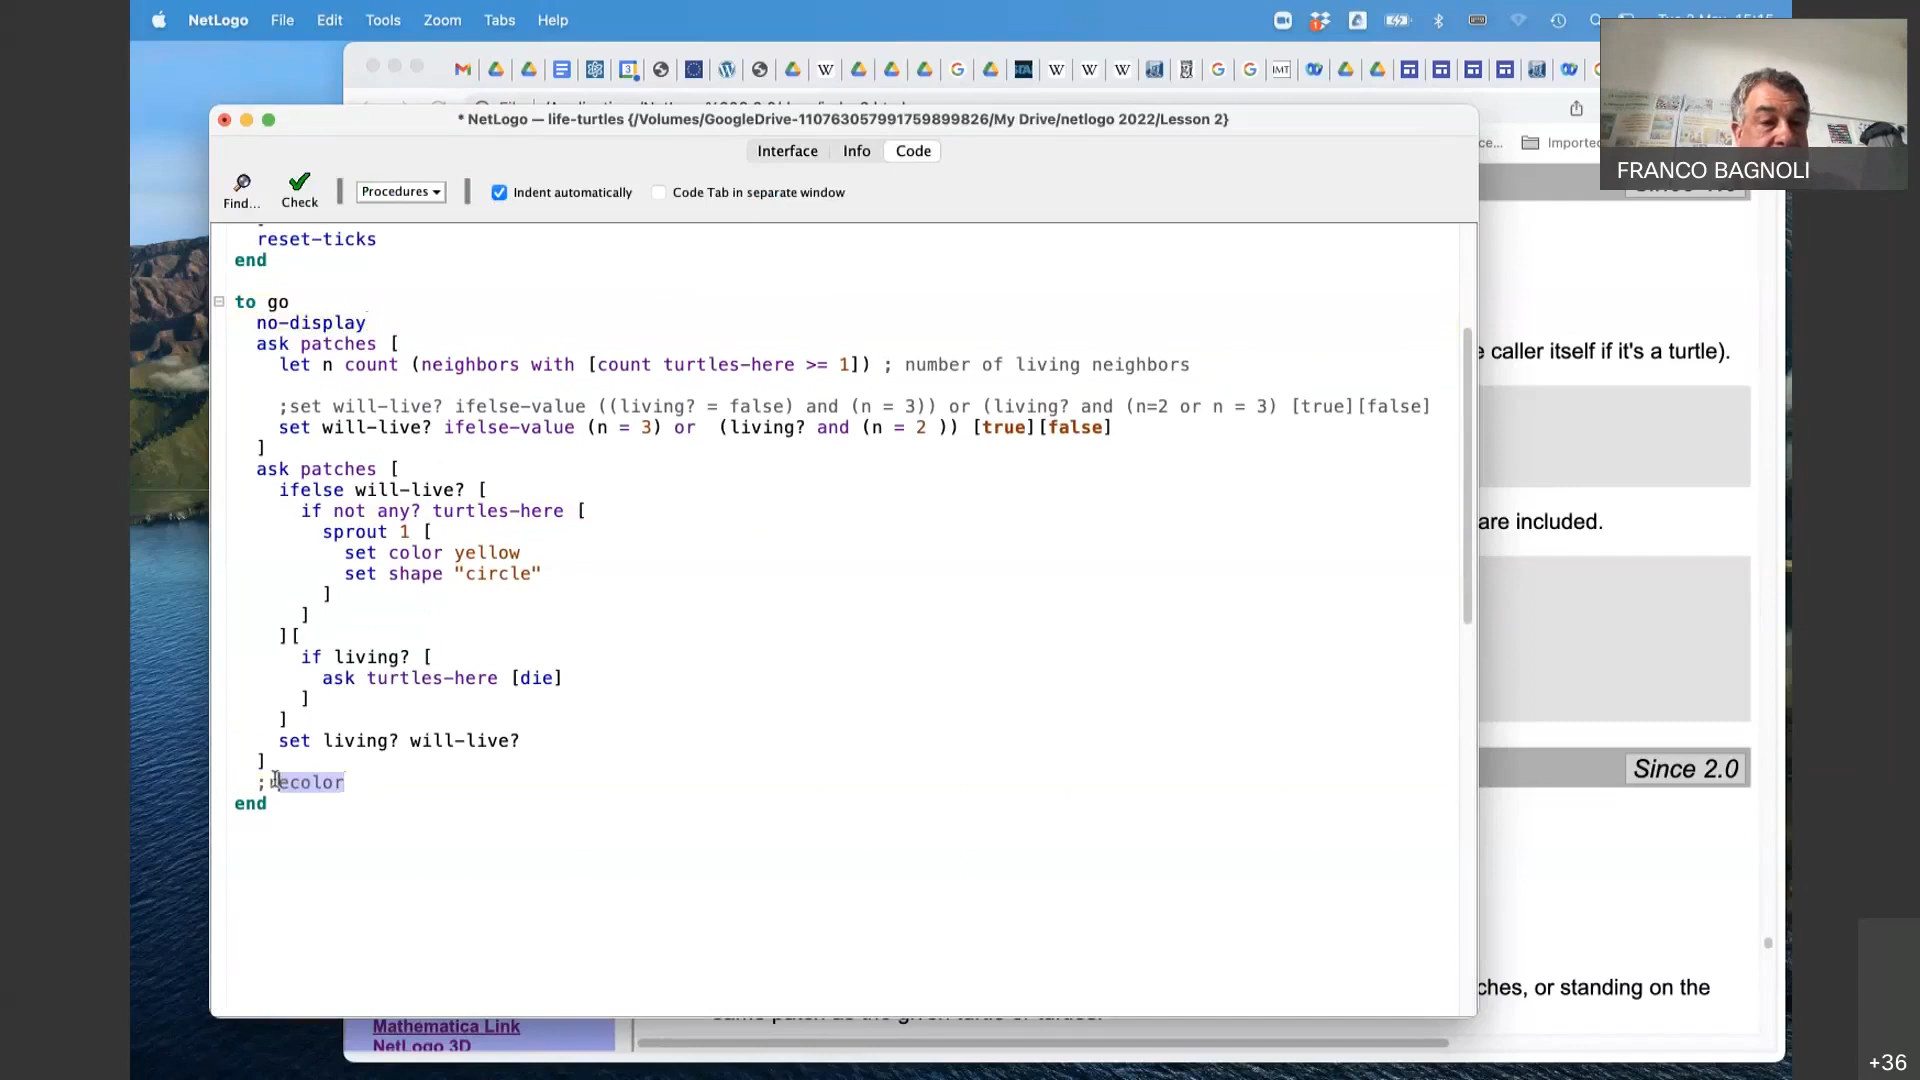 NetLogo File Edit Tools Zoom Tabs Help
* NetLogo — life-turtles {/Volumes/GoogleDrive-110763057991759899826/My Drive/netlogo 2022/Lesson 2}
Interface Info Code
Find... Check Procedures Indent automatically Code Tab in separate window
Imported
FRANCO BAGNOLI
reset-ticks
end
to go
no-display
ask patches [
let n count (neighbors with [count turtles-here >= 1]) ; number of living neighbors
;set will-live? ifelse-value ((living? = false) and (n = 3)) or (living? and (n=2 or n = 3) [true][false]
set will-live? ifelse-value (n = 3) or (living? and (n = 2 )) [true][false]
]
ask patches [
ifelse will-live? [
if not any? turtles-here [
sprout 1 [
set color yellow
set shape "circle"
]
]
][
if living? [
ask turtles-here [die]
]
]
set living? will-live?
]
;recolor
end
caller itself if it's a turtle).
are included.
Since 2.0
or standing on the
Mathematica Link
NetLogo 3D
+36